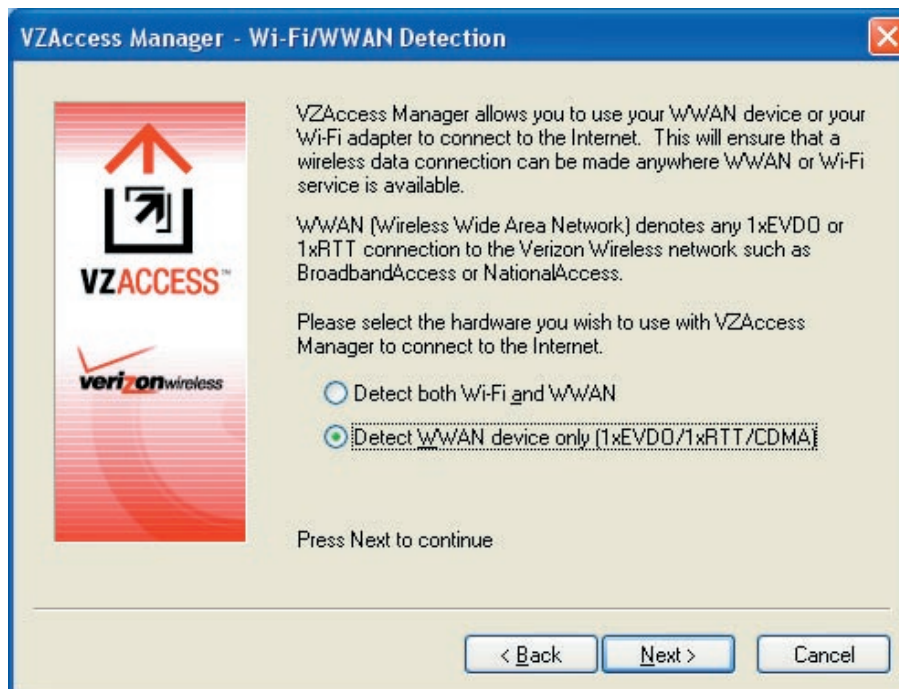 VZAccess Manager - Wi-Fi/WWAN Detection
VZAccess Manager allows you to use your WWAN device or your
Wi-Fi adapter to connect to the Internet. This will ensure that a
wireless data connection can be made anywhere WWAN or Wi-Fi
service is available.
WWAN (Wireless Wide Area Network) denotes any 1xEVDO or
1xRTT connection to the Verizon Wireless network such as
BroadbandAccess or NationalAccess.
Please select the hardware you wish to use with VZAccess
Manager to connect to the Internet.
Detect both Wi-Fi and WWAN
Detect WWAN device only (1xEVDO/1xRTT/CDMA)
Press Next to continue
VZACCESS™
verizonwireless
< Back
Next >
Cancel